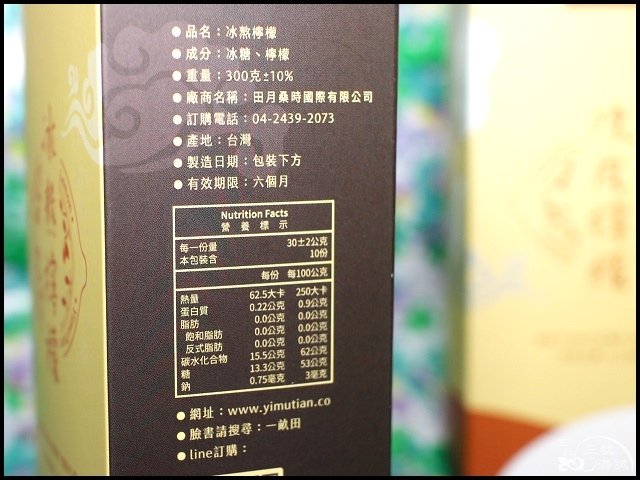 ●品名：冰熬檸檬
●成分：冰糖、檸檬
●重量：300克±10%
●廠商名稱：田月桑時國際有限公司
●訂購電話：04-2439-2073
●產地：台灣
●製造日期：包裝下方
●有效期限：六個月
Nutrition Facts
營養標示
每一份量 30±2公克
本包裝含 10份
每份 每100公克
熱量 62.5大卡 250大卡
蛋白質 0.22公克 0.9公克
脂肪 0.0公克 0.0公克
飽和脂肪 0.0公克 0.0公克
反式脂肪 0.0公克 0.0公克
碳水化合物 15.5公克 62公克
糖 13.3公克 53公克
鈉 0.75毫克 3毫克
●網址：www.yimutian.co
●臉書請搜尋：一畝田
●line訂購：